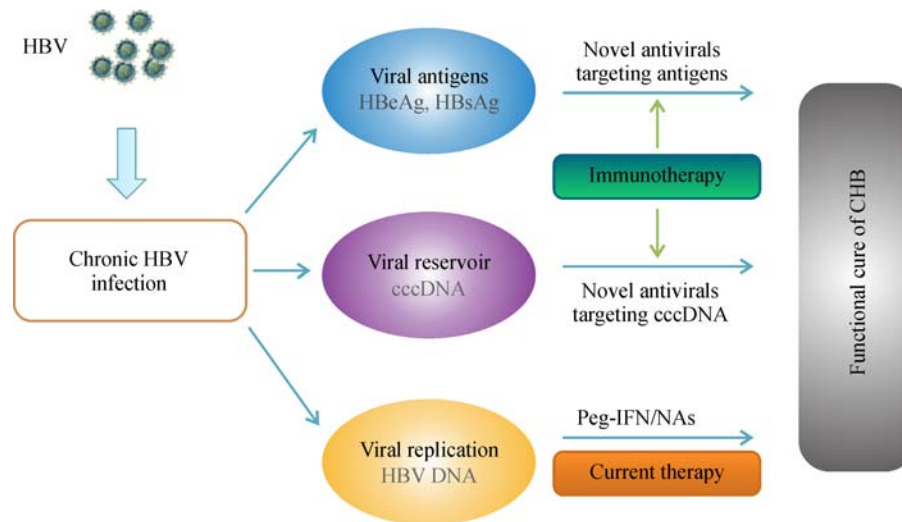 HBV
Chronic HBV
infection
Viral antigens
HBeAg, HBsAg
Viral reservoir
cccDNA
Viral replication
HBV DNA
Novel antivirals
targeting antigens
Immunotherapy
Novel antivirals
targeting cccDNA
Peg-IFN/NAs
Current therapy
Functional cure of CHB